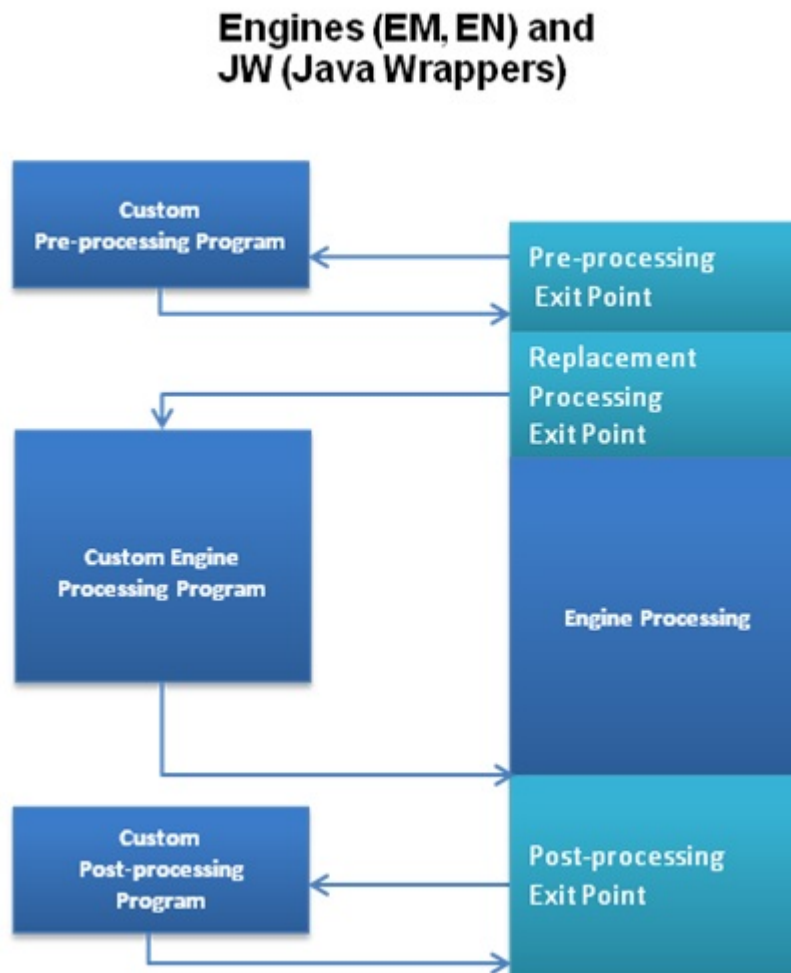 Engines (EM, EN) and
JW (Java Wrappers)
Custom
Pre-processing Program
Pre-processing
Exit Point
Replacement
Processing
Exit Point
Custom Engine
Processing Program
Engine Processing
Custom
Post-processing
Program
Post-processing
Exit Point